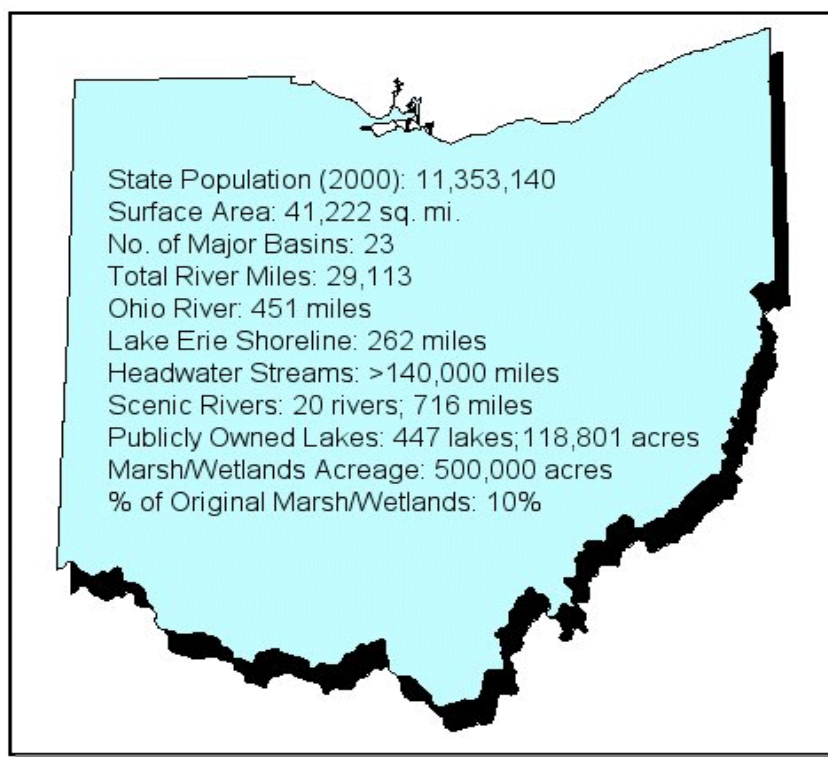 State Population (2000): 11,353,140
Surface Area: 41,222 sq. mi.
No. of Major Basins: 23
Total River Miles: 29,113
Ohio River: 451 miles
Lake Erie Shoreline: 262 miles
Headwater Streams: >140,000 miles
Scenic Rivers: 20 rivers; 716 miles
Publicly Owned Lakes: 447 lakes;118,801 acres
Marsh/Wetlands Acreage: 500,000 acres
% of Original Marsh/Wetlands: 10%